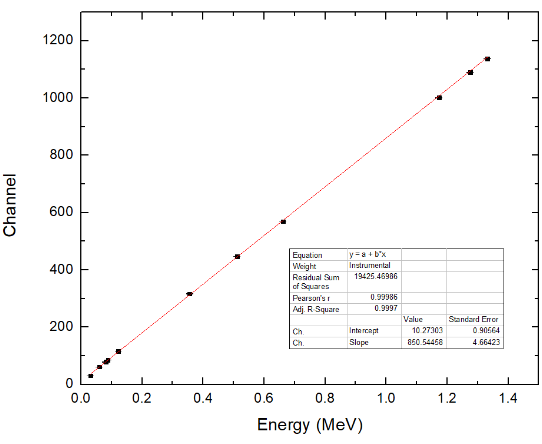 1200
1000
800
600
400
200
0
Channel
0.0 0.2 0.4 0.6 0.8 1.0 1.2 1.4
Energy (MeV)
Equation y = a + b*x
Weight Instrumental
Residual Sum of Squares 19425.46986
Pearson's r 0.99986
Adj. R-Square 0.9997
Value Standard Error
Ch. Intercept 10.27303 0.90564
Ch. Slope 850.54458 4.66423